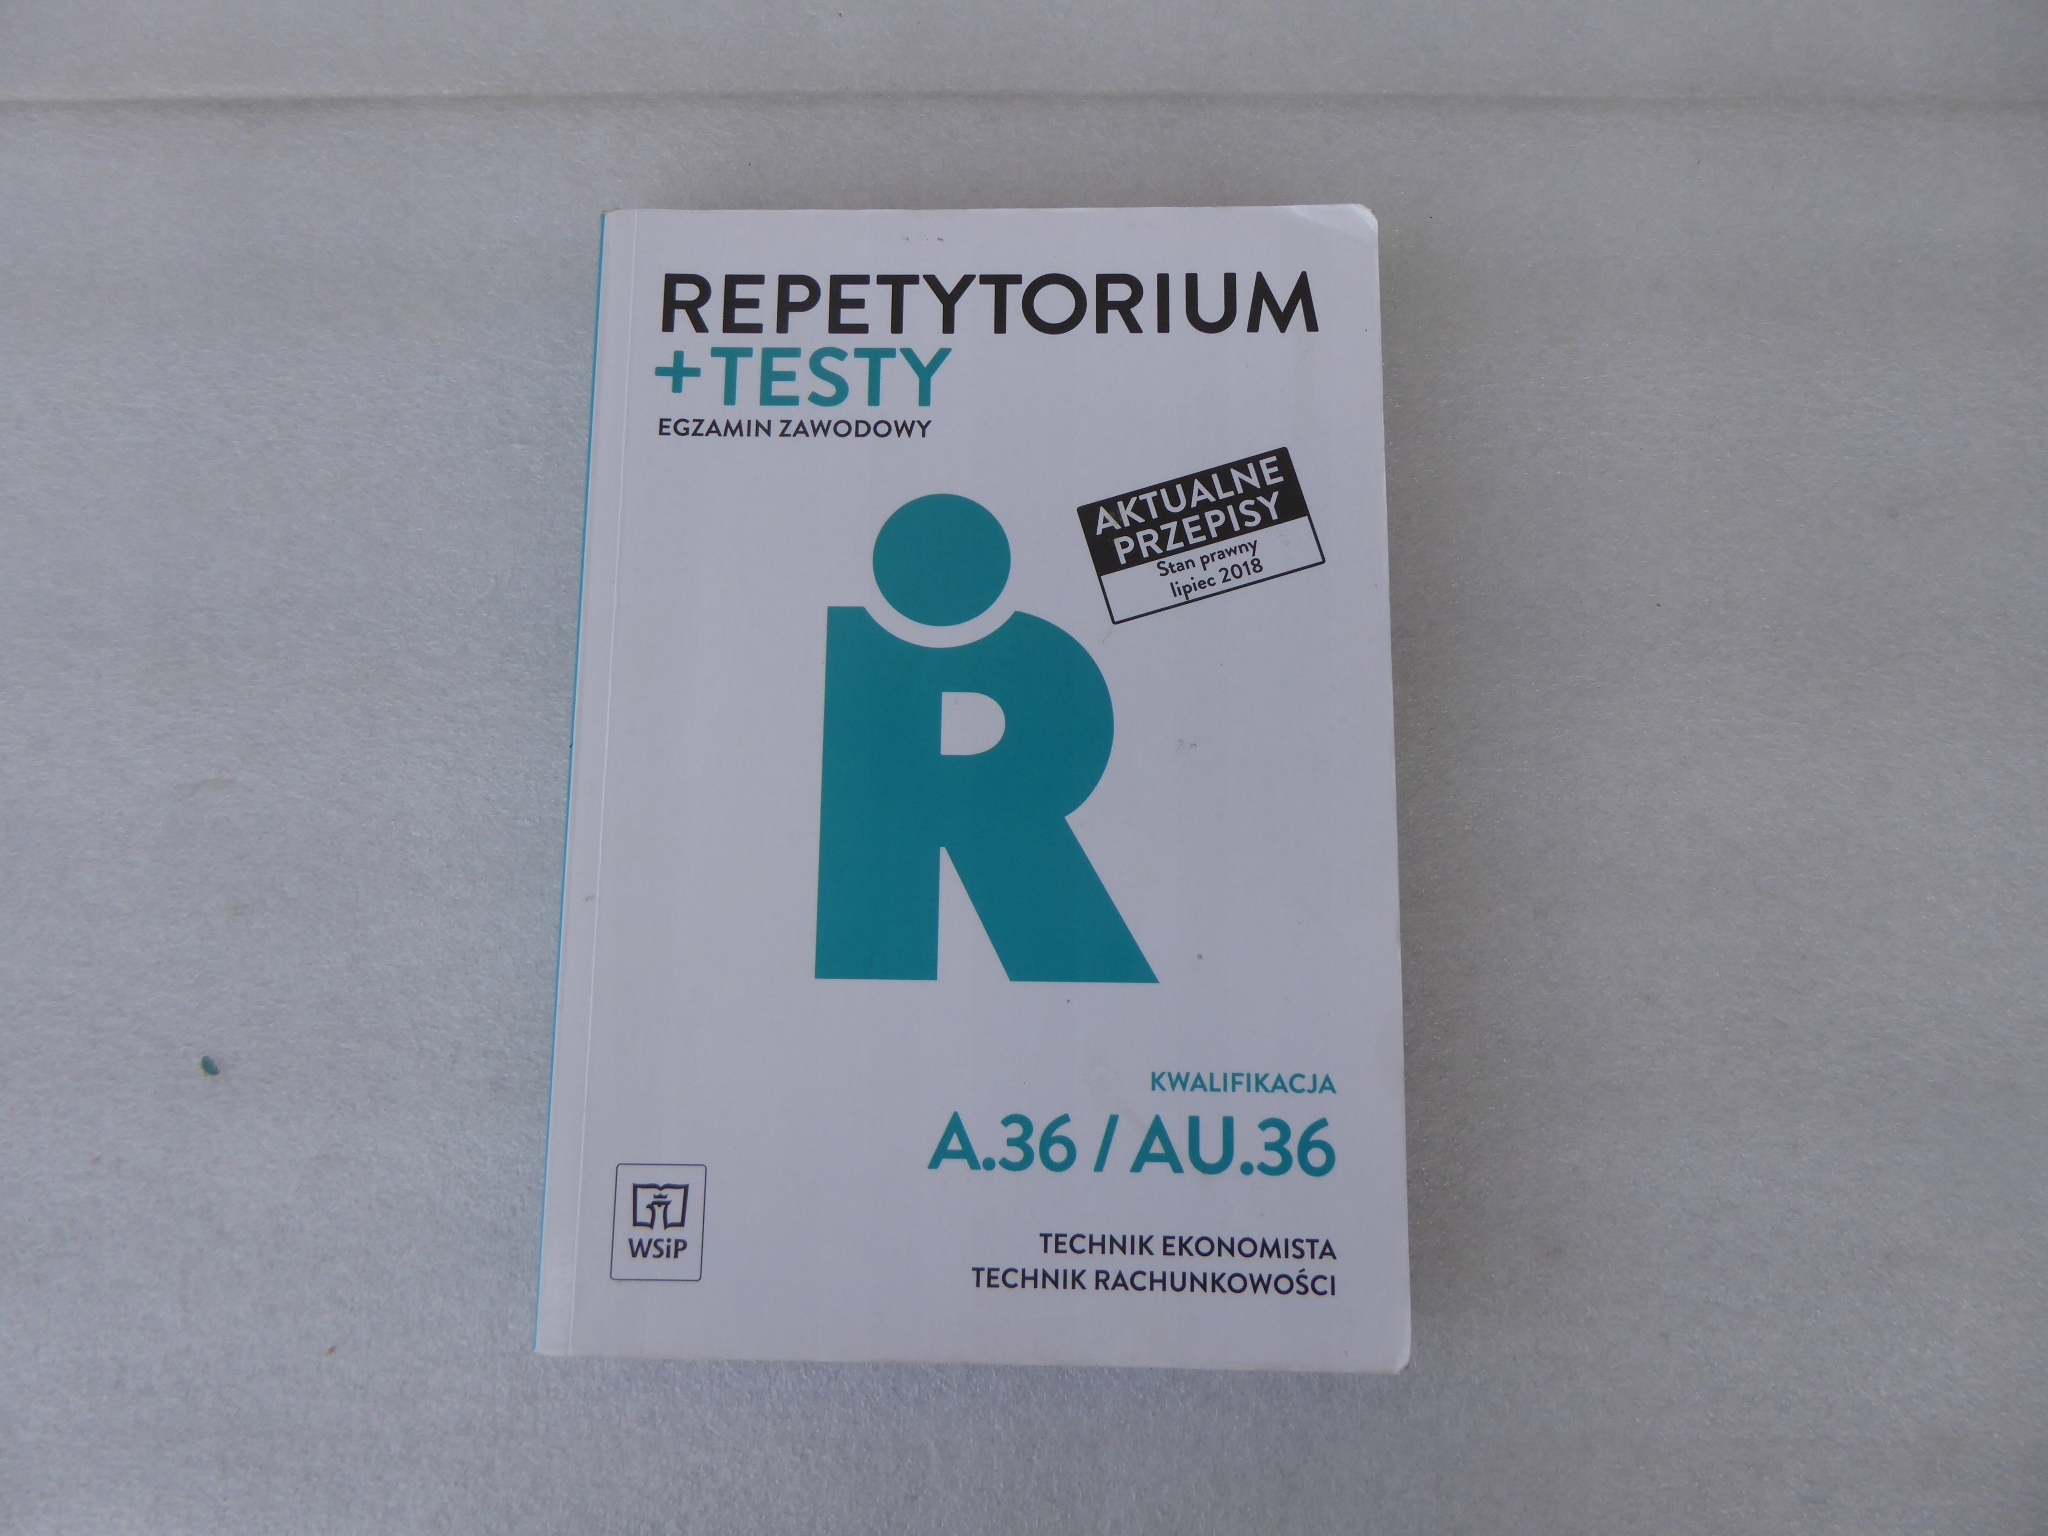 REPETYTORIUM
+TESTY
EGZAMIN ZAWODOWY
AKTUALNE
PRZEPISY
Stan prawny
lipiec 2018
R
KWALIFIKACJA
A.36 / AU.36
WSiP
TECHNIK EKONOMISTA
TECHNIK RACHUNKOWOŚCI